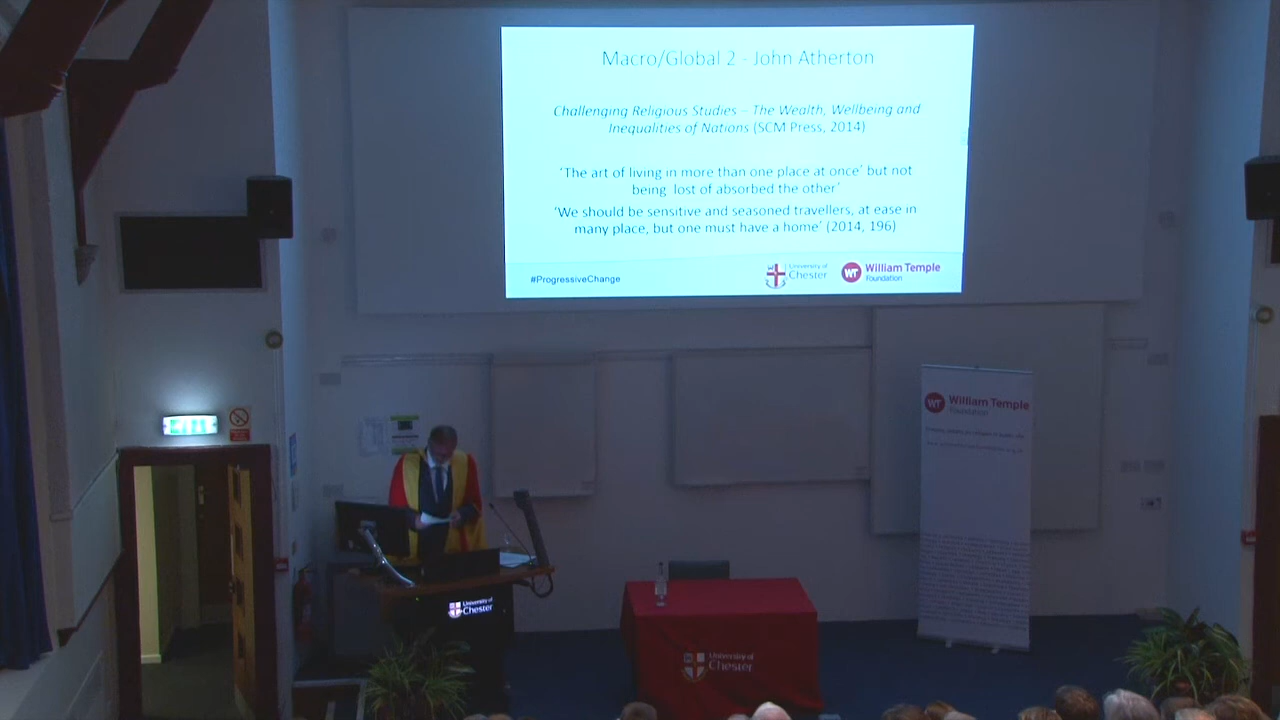 Macro/Global 2 - John Atherton
Challenging Religious Studies – The Wealth, Wellbeing and
Inequalities of Nations (SCM Press, 2014)
'The art of living in more than one place at once' but not
being lost of absorbed the other'
'We should be sensitive and seasoned travellers, at ease in
many place, but one must have a home' (2014, 196)
#ProgressiveChange
University of
Chester
WT
William Temple
Foundation
WT
William Temple
Foundation
University of
Chester
University of
Chester